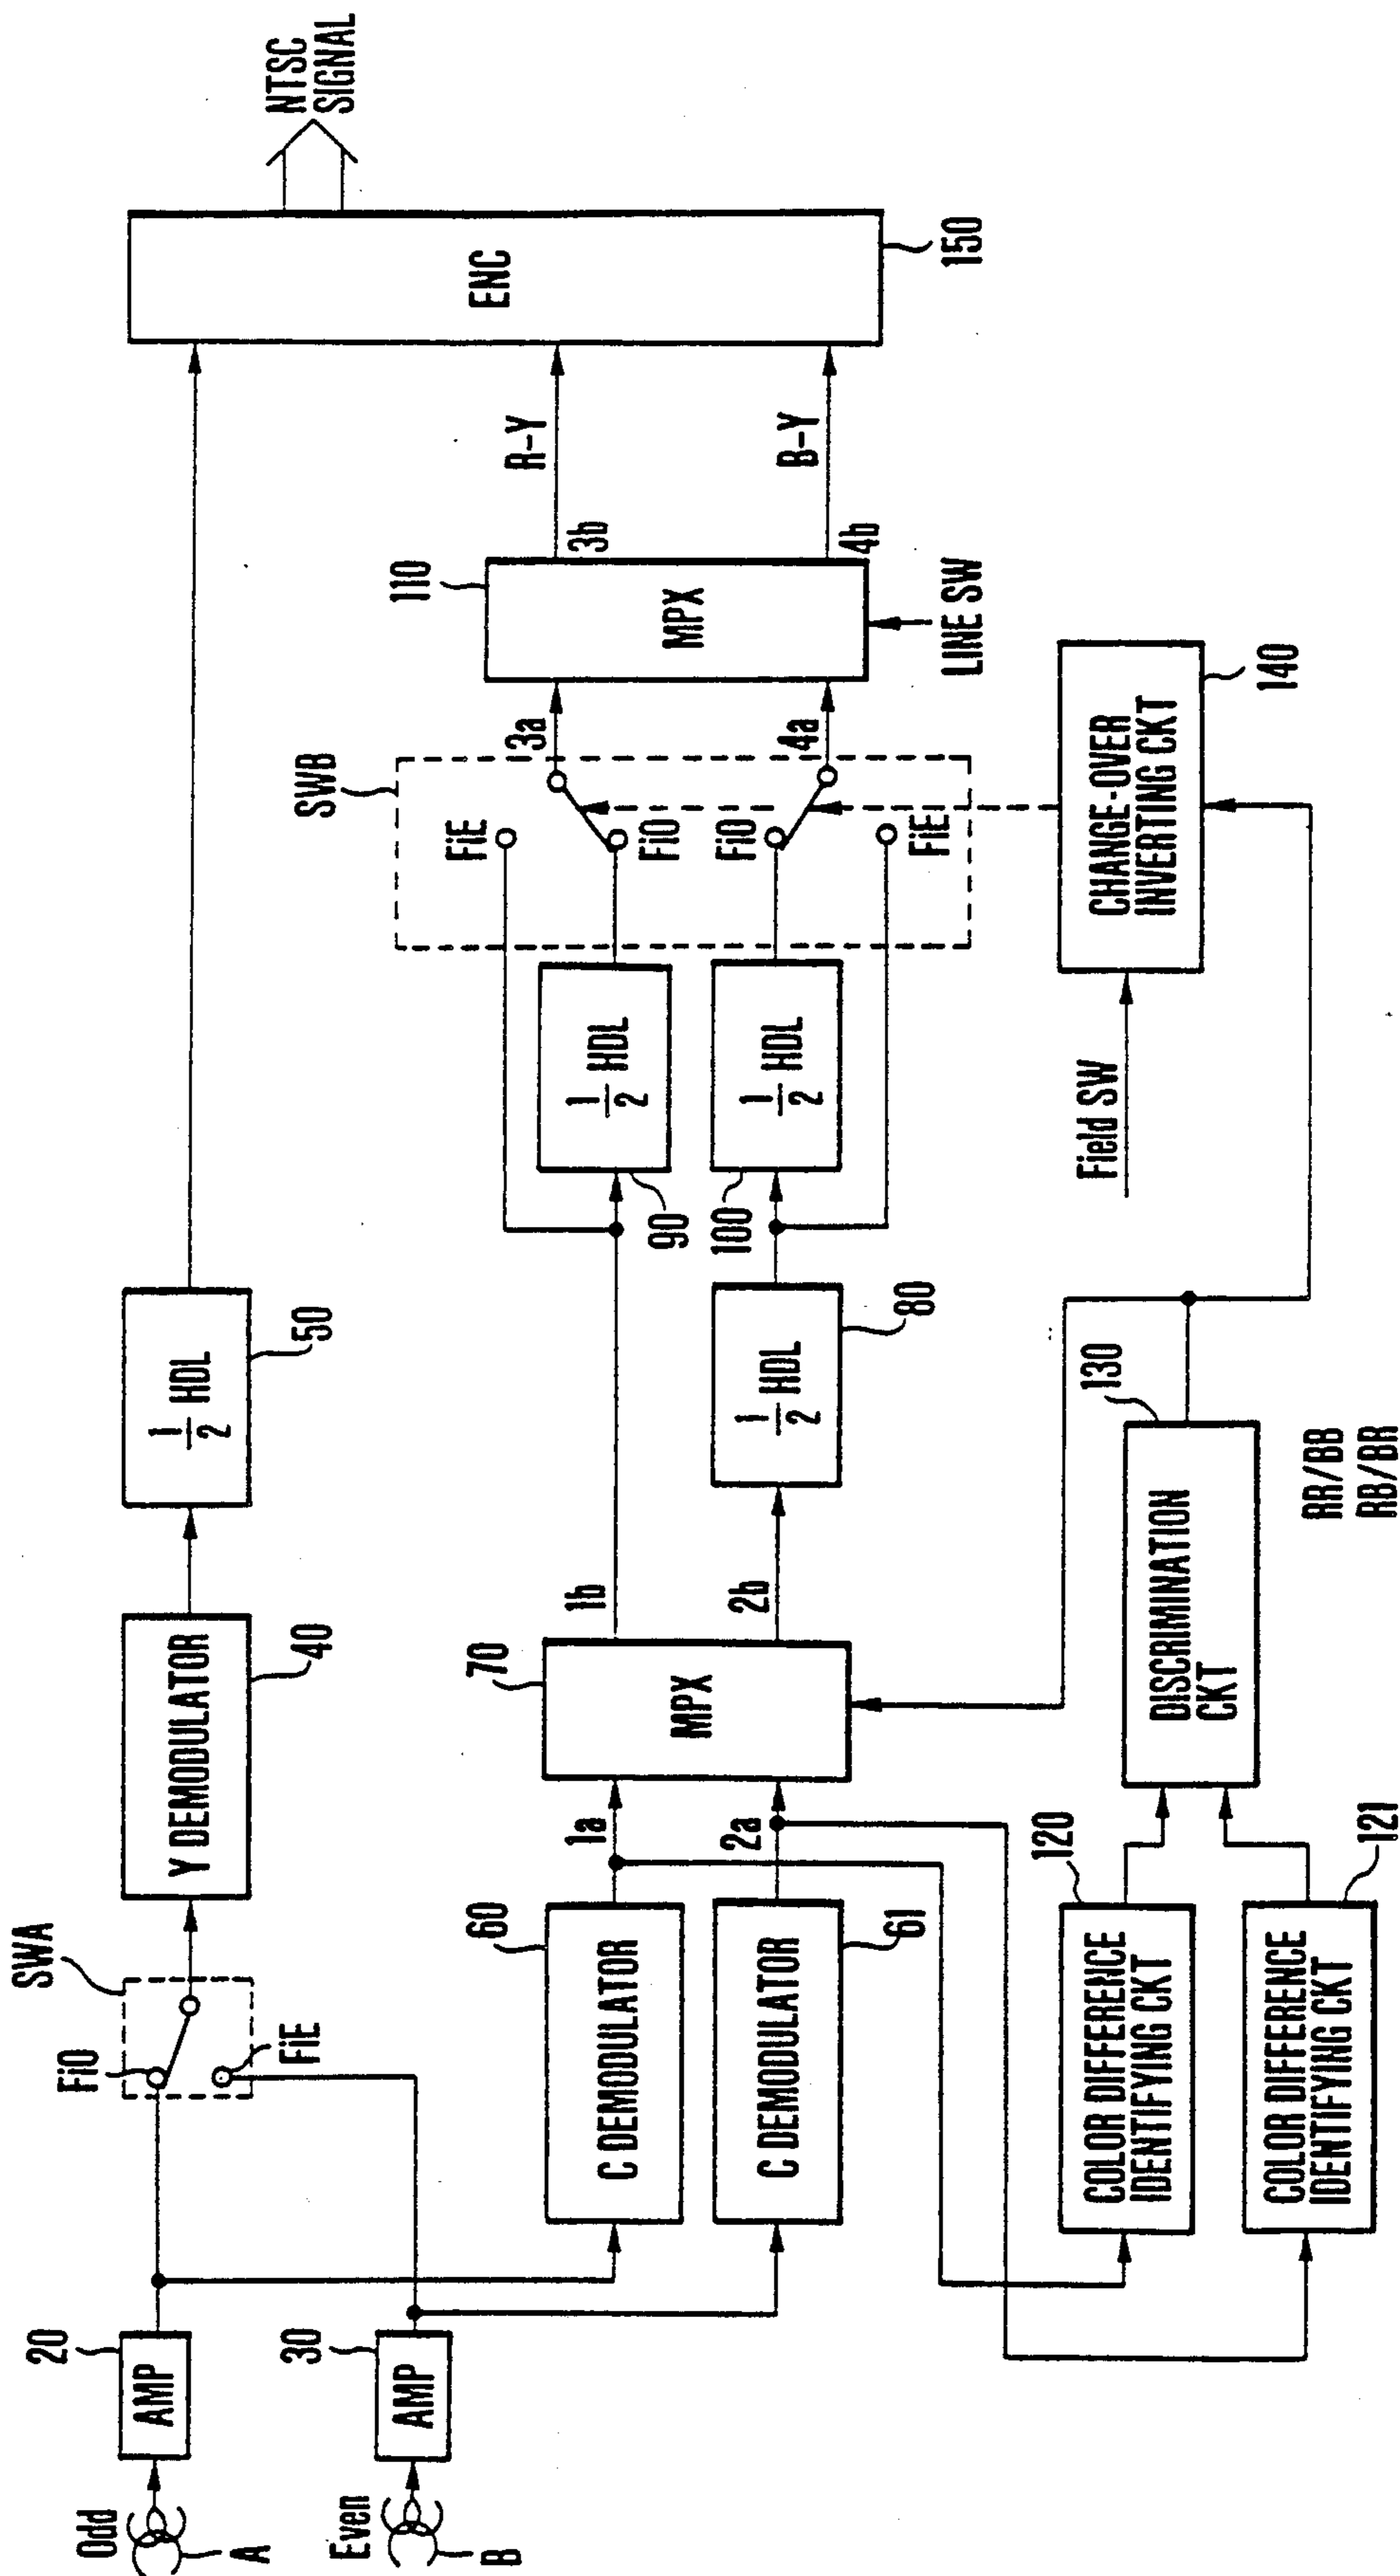 Odd
A
20
AMP
Even
B
30
AMP
SWA
FiO
FiE
Y DEMODULATOR
40
1/2 HDL
50
60
C DEMODULATOR
C DEMODULATOR
61
1a
2a
70
MPX
1b
2b
1/2 HDL
80
1/2 HDL
90
1/2 HDL
100
SWB
FiE
FiO
FiO
FiE
3a
4a
110
MPX
LINE SW
3b
4b
R-Y
B-Y
ENC
150
NTSC
SIGNAL
120
COLOR DIFFERENCE
IDENTIFYING CKT
COLOR DIFFERENCE
IDENTIFYING CKT
121
130
DISCRIMINATION
CKT
RR/BB
RB/BR
Field SW
CHANGE-OVER
INVERTING CKT
140